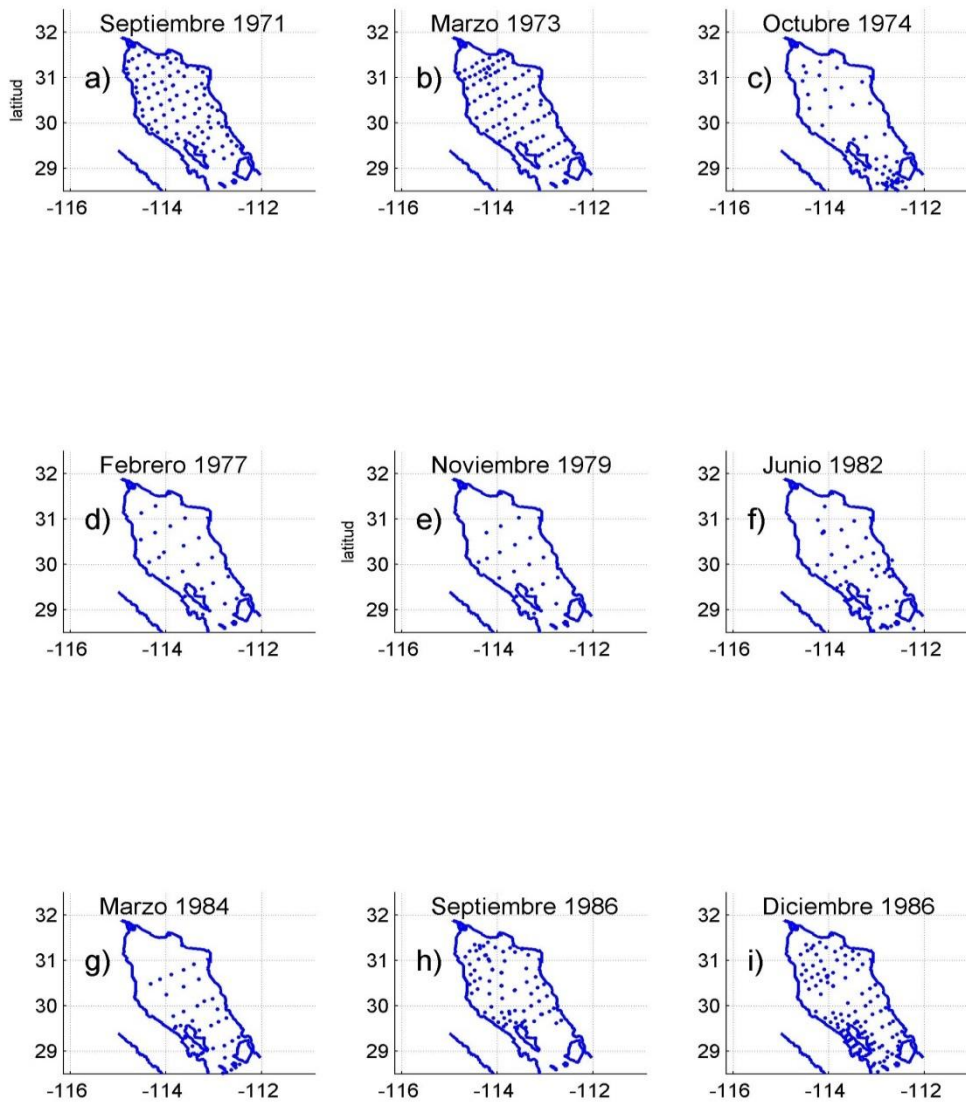 Septiembre 1971 Marzo 1973 Octubre 1974
32 32 32
31 a) 31 b) 31 c)
latitud
30 30 30
29 29 29
-116 -114 -112 -116 -114 -112 -116 -114 -112
Febrero 1977 Noviembre 1979 Junio 1982
32 32 32
31 d) 31 e) 31 f)
latitud
30 30 30
29 29 29
-116 -114 -112 -116 -114 -112 -116 -114 -112
Marzo 1984 Septiembre 1986 Diciembre 1986
32 32 32
31 g) 31 h) 31 i)
30 30 30
29 29 29
-116 -114 -112 -116 -114 -112 -116 -114 -112